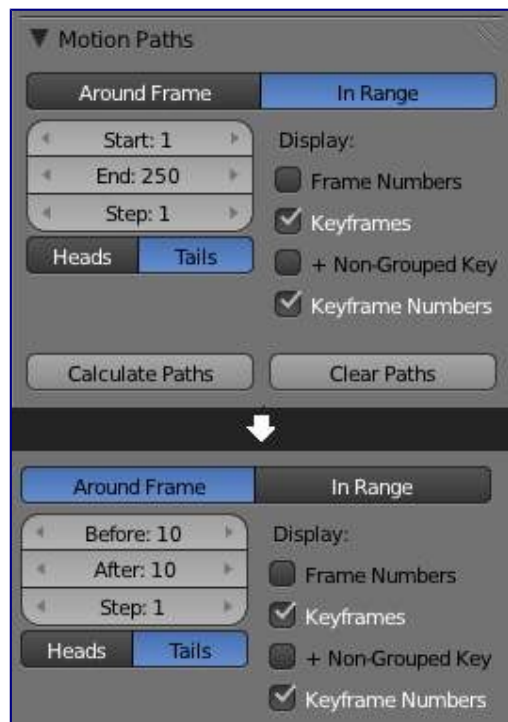 Motion Paths
Around Frame In Range
Start: 1 Display:
End: 250 Frame Numbers
Step: 1 Keyframes
Heads Tails + Non-Grouped Key
Keyframe Numbers
Calculate Paths Clear Paths
Around Frame In Range
Before: 10 Display:
After: 10 Frame Numbers
Step: 1 Keyframes
Heads Tails + Non-Grouped Key
Keyframe Numbers